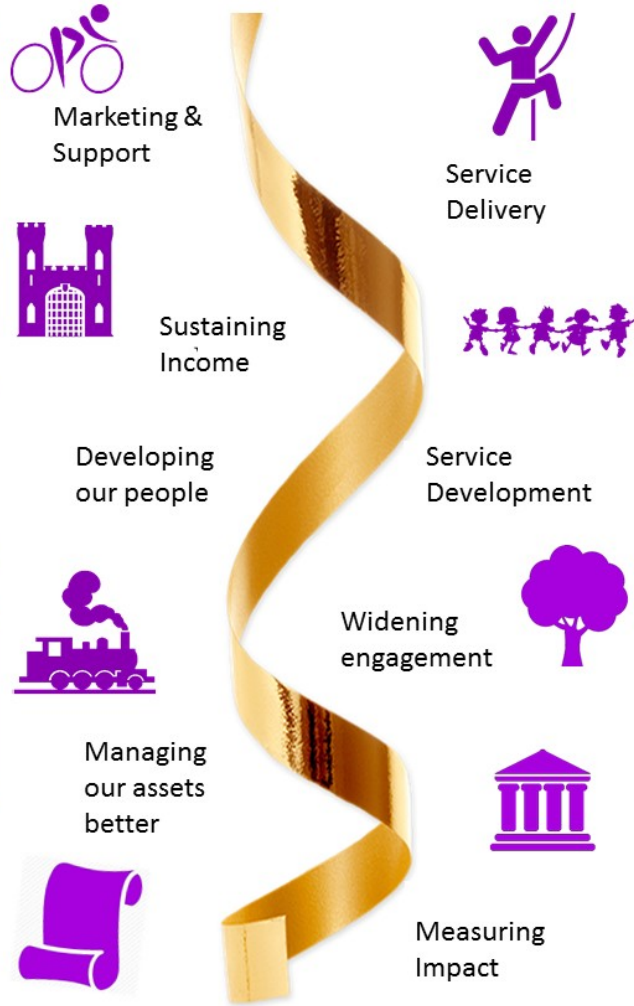 Marketing &
Support
Service
Delivery
Sustaining
Income
Developing
our people
Service
Development
Widening
engagement
Managing
our assets
better
Measuring
Impact